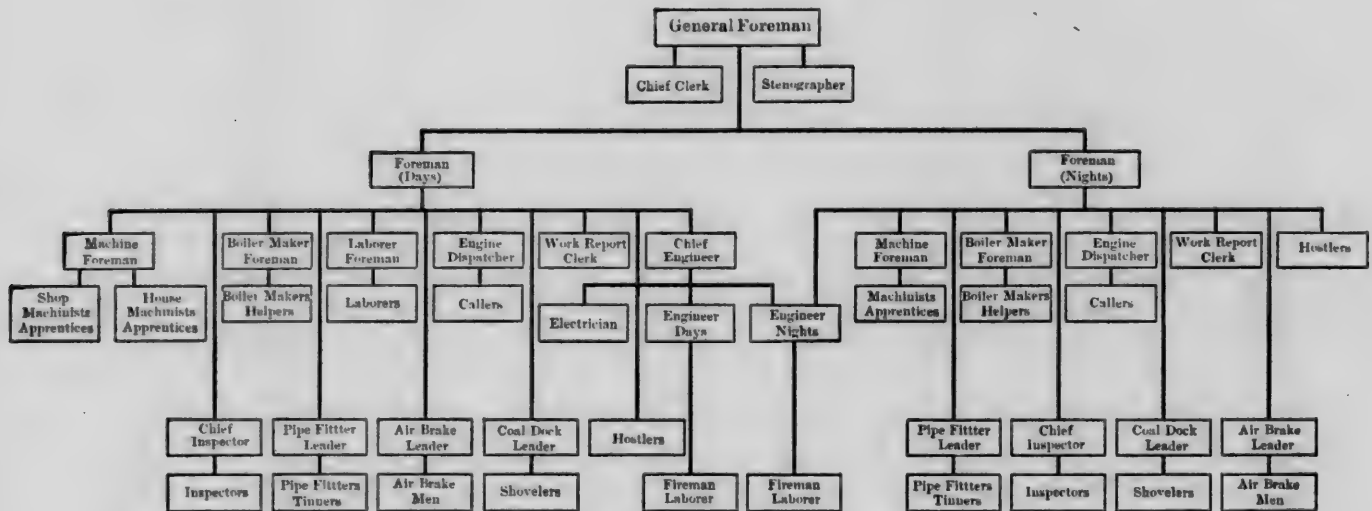 General Foreman
Chief Clerk
Stenographer
Foreman
(Days)
Foreman
(Nights)
Machine
Foreman
Boiler Maker
Foreman
Laborer
Foreman
Engine
Dispatcher
Work Report
Clerk
Chief
Engineer
Machine
Foreman
Boiler Maker
Foreman
Engine
Dispatcher
Work Report
Clerk
Hostlers
Shop
Machinists
Apprentices
House
Machinists
Apprentices
Boiler Makers
Helpers
Laborers
Callers
Electrician
Engineer
Days
Engineer
Nights
Machinists
Apprentices
Boiler Makers
Helpers
Callers
Chief
Inspector
Pipe Fittter
Leader
Air Brake
Leader
Coal Dock
Leader
Hostlers
Pipe Fittter
Leader
Chief
Inspector
Coal Dock
Leader
Air Brake
Leader
Inspectors
Pipe Fittters
Tinners
Air Brake
Men
Shovelers
Fireman
Laborer
Fireman
Laborer
Pipe Fittters
Tinners
Inspectors
Shovelers
Air Brake
Men